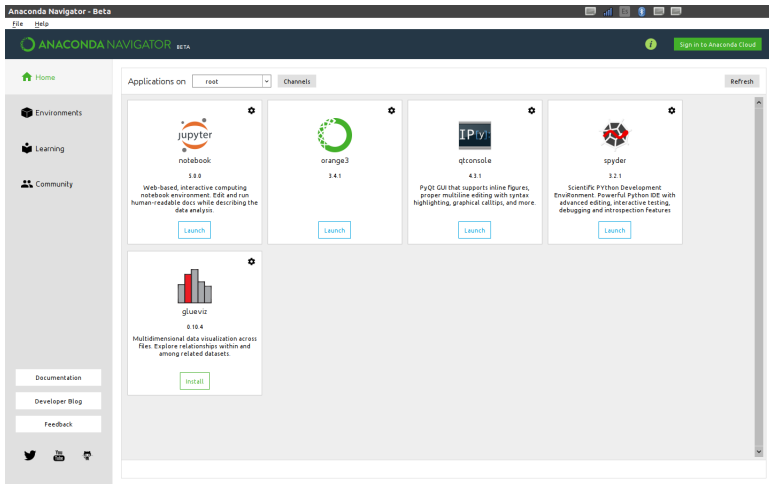 Anaconda Navigator - Beta
File Help
ANACONDA NAVIGATOR BETA
i
Sign in to Anaconda Cloud
Home
Environments
Learning
Community
Documentation
Developer Blog
Feedback
You
Tube
Applications on root Channels Refresh
jupyter
notebook
5.0.0
Web-based, interactive computing
notebook environment. Edit and run
human-readable docs while describing the
data analysis.
Launch
orange3
3.4.1
Launch
IP[y]:
qtconsole
4.3.1
PyQt GUI that supports inline figures,
proper multiline editing with syntax
highlighting, graphical calltips, and more.
Launch
spyder
3.2.1
Scientific PYthon Development
EnviRonment. Powerful Python IDE with
advanced editing, interactive testing,
debugging and introspection features
Launch
glueviz
0.10.4
Multidimensional data visualization across
files. Explore relationships within and
among related datasets.
Install